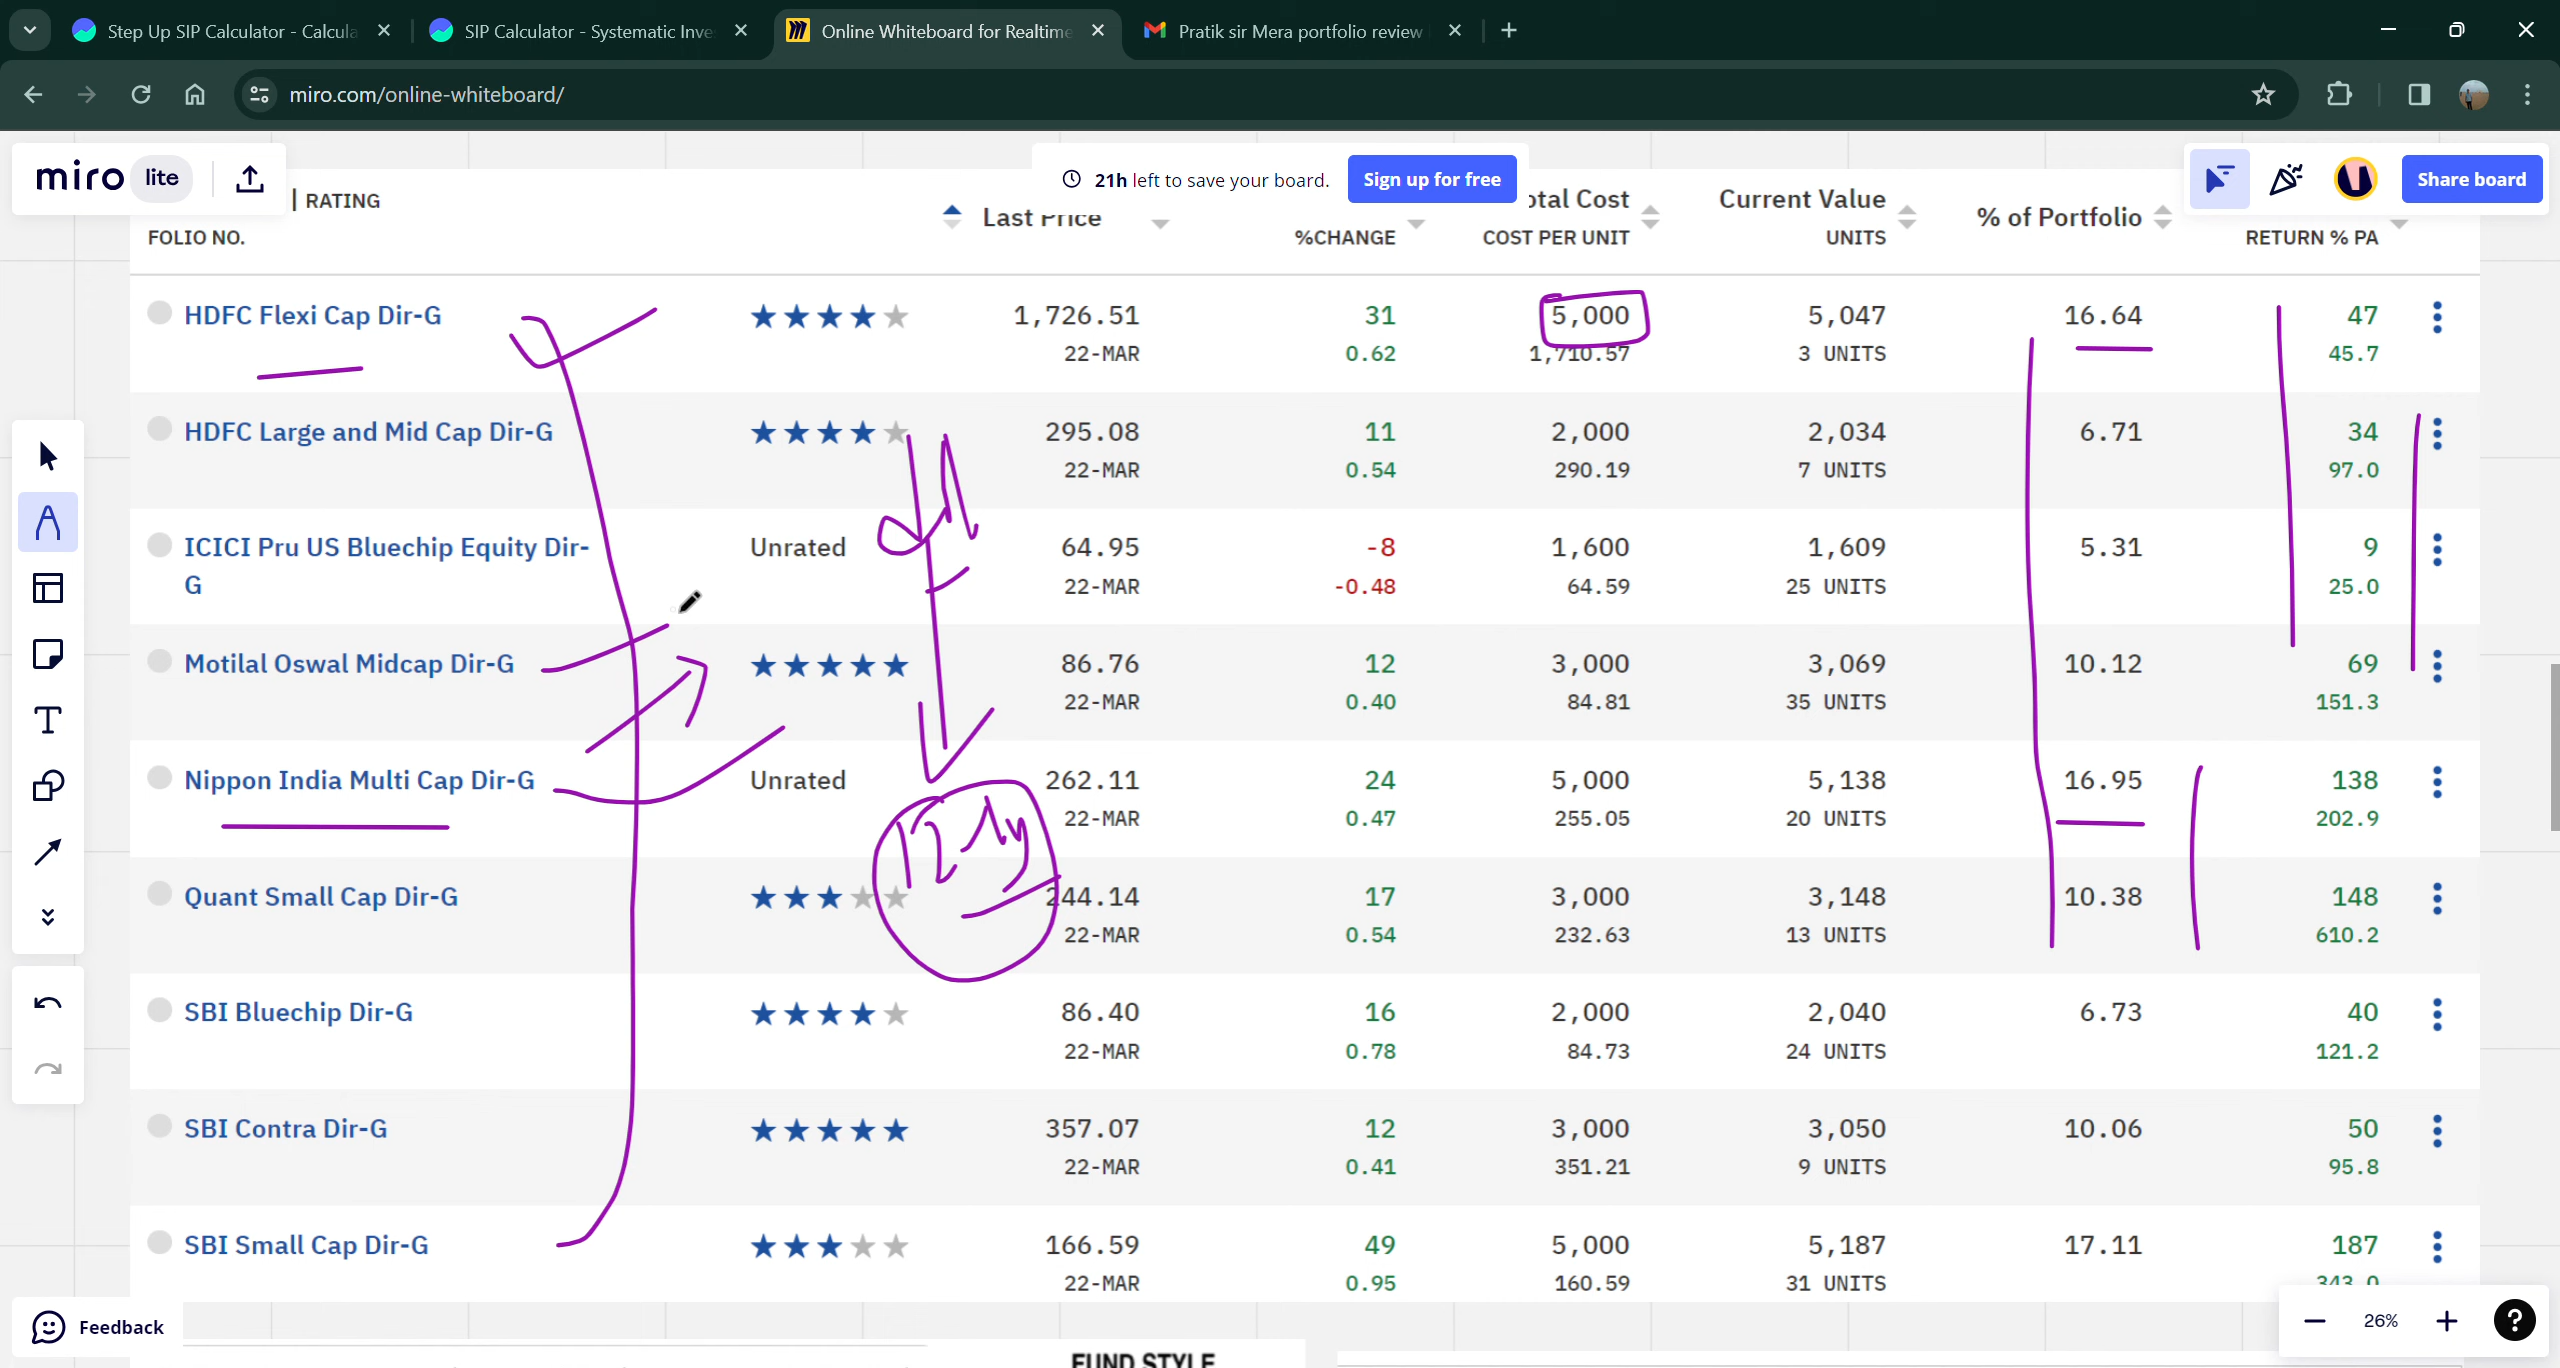 Step Up SIP Calculator - Calcula
SIP Calculator - Systematic Inve
Online Whiteboard for Realtime
Pratik sir Mera portfolio review
miro.com/online-whiteboard/
miro lite
21h left to save your board.
Sign up for free
Share board
| RATING
FOLIO NO.
Last Price
%CHANGE
otal Cost
COST PER UNIT
Current Value
UNITS
% of Portfolio
RETURN % PA
HDFC Flexi Cap Dir-G 1,726.51 31 5,000 5,047 16.64 47
22-MAR 0.62 1,710.57 3 UNITS 45.7
HDFC Large and Mid Cap Dir-G 295.08 11 2,000 2,034 6.71 34
22-MAR 0.54 290.19 7 UNITS 97.0
ICICI Pru US Bluechip Equity Dir- Unrated 64.95 -8 1,600 1,609 5.31 9
G 22-MAR -0.48 64.59 25 UNITS 25.0
Motilal Oswal Midcap Dir-G 86.76 12 3,000 3,069 10.12 69
22-MAR 0.40 84.81 35 UNITS 151.3
Nippon India Multi Cap Dir-G Unrated 262.11 24 5,000 5,138 16.95 138
22-MAR 0.47 255.05 20 UNITS 202.9
Quant Small Cap Dir-G 244.14 17 3,000 3,148 10.38 148
22-MAR 0.54 232.63 13 UNITS 610.2
SBI Bluechip Dir-G 86.40 16 2,000 2,040 6.73 40
22-MAR 0.78 84.73 24 UNITS 121.2
SBI Contra Dir-G 357.07 12 3,000 3,050 10.06 50
22-MAR 0.41 351.21 9 UNITS 95.8
SBI Small Cap Dir-G 166.59 49 5,000 5,187 17.11 187
22-MAR 0.95 160.59 31 UNITS 343.0
Feedback
26%
FUND STYLE